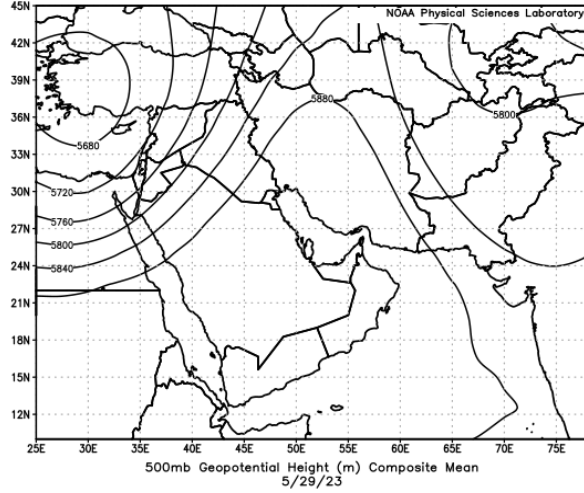 NOAA Physical Sciences Laboratory
45N
42N
39N
36N
33N
30N
27N
24N
21N
18N
15N
12N
5880
5800
5680
5720
5760
5800
5840
25E 30E 35E 40E 45E 50E 55E 60E 65E 70E 75E
500mb Geopotential Height (m) Composite Mean
5/29/23